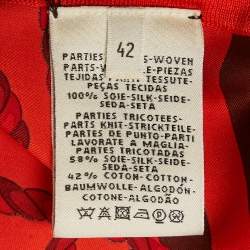 42
PARTIES
S-WOVEN
PARTS-WEBTEILE-PIEZAS
TEJIDAS
TESSUTE-
PEÇAS TECIDAS
100% SOIE-SILK-SEIDE-
SEDA-SETA
PARTIES TRICOTEES-
PARTS KNIT-STRICKTEILE-
PARTES DE PUNTO-PARTI
LAVORATE A MAGLIA-
PARTES TRICOTADAS
58% SOIE-SILK-SEIDE-
SEDA-SETA
42% COTON-COTTON-
BAUMWOLLE-ALGODÓN-
COTONE-ALGODÃO